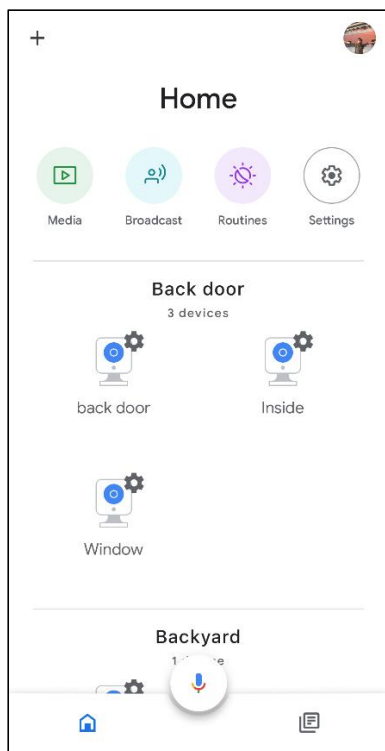 Home
Media Broadcast Routines Settings
Back door
3 devices
back door Inside
Window
Backyard